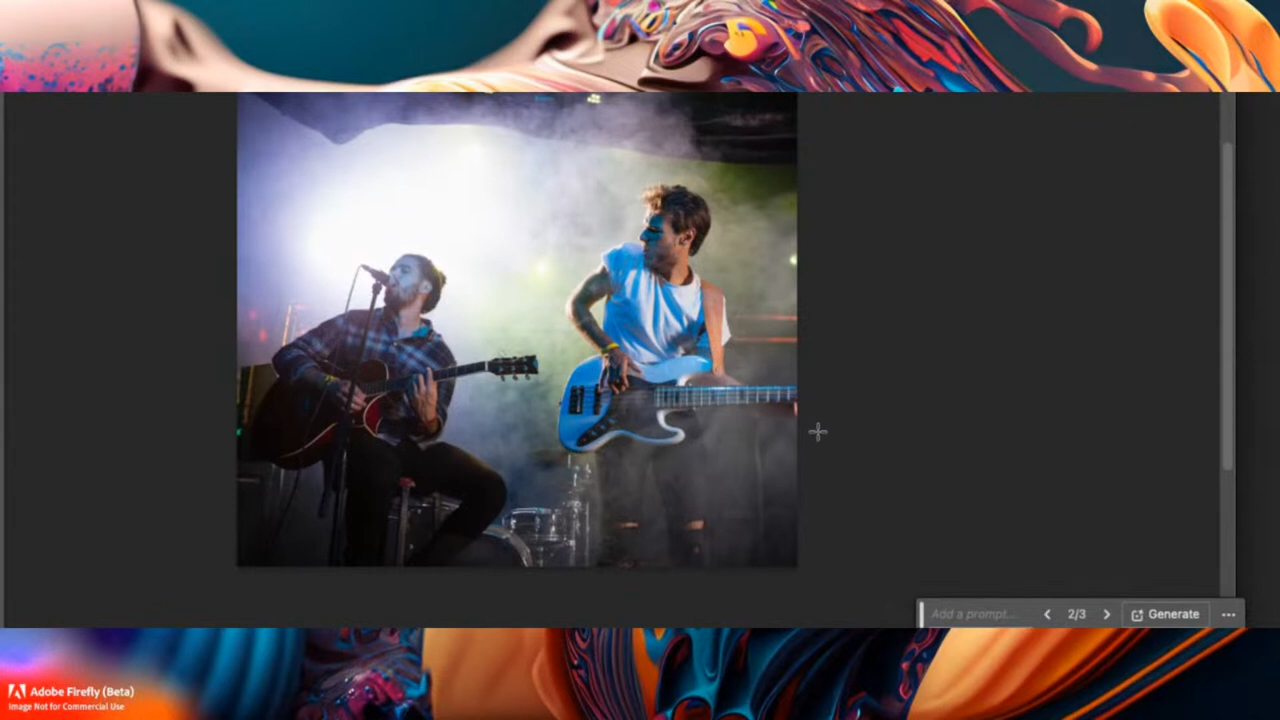 Add a prompt...
2/3
Generate
Adobe Firefly (Beta)
Image Not for Commercial Use